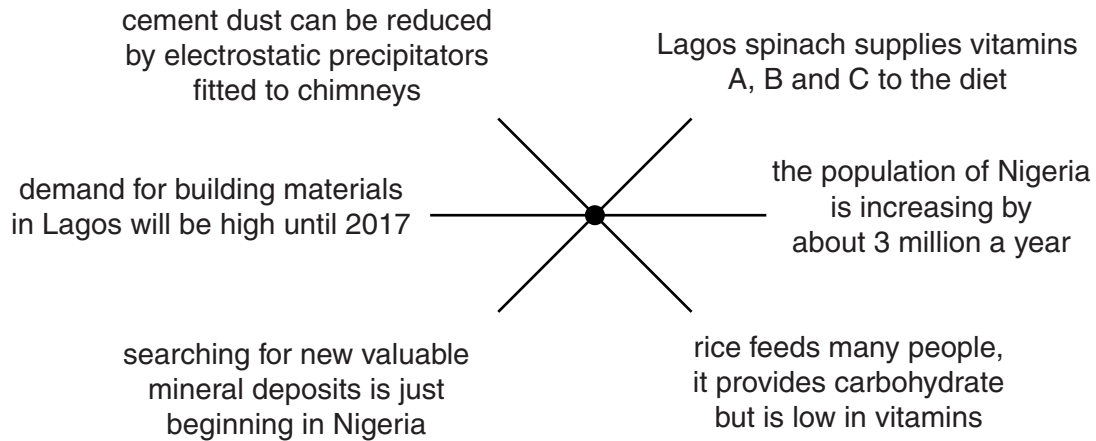 cement dust can be reduced
by electrostatic precipitators
fitted to chimneys
Lagos spinach supplies vitamins
A, B and C to the diet
demand for building materials
in Lagos will be high until 2017
the population of Nigeria
is increasing by
about 3 million a year
searching for new valuable
mineral deposits is just
beginning in Nigeria
rice feeds many people,
it provides carbohydrate
but is low in vitamins